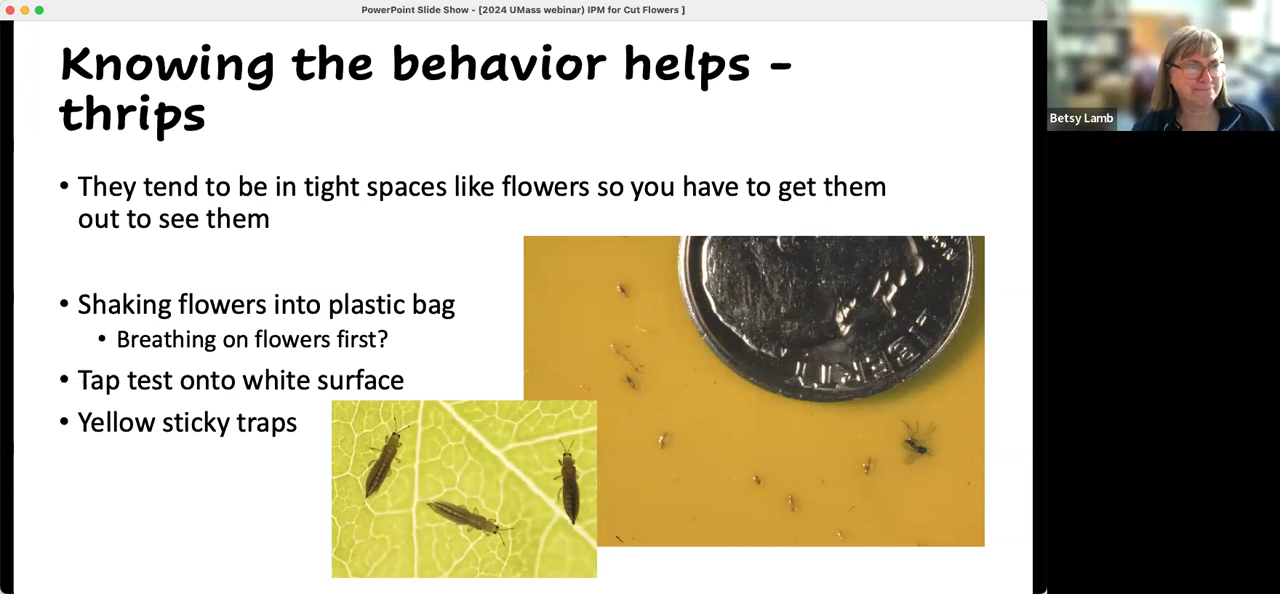 PowerPoint Slide Show - [2024 UMass webinar) IPM for Cut Flowers ]
Knowing the behavior helps -
thrips
• They tend to be in tight spaces like flowers so you have to get them
out to see them
• Shaking flowers into plastic bag
• Breathing on flowers first?
• Tap test onto white surface
• Yellow sticky traps
LIBERTY
Betsy Lamb